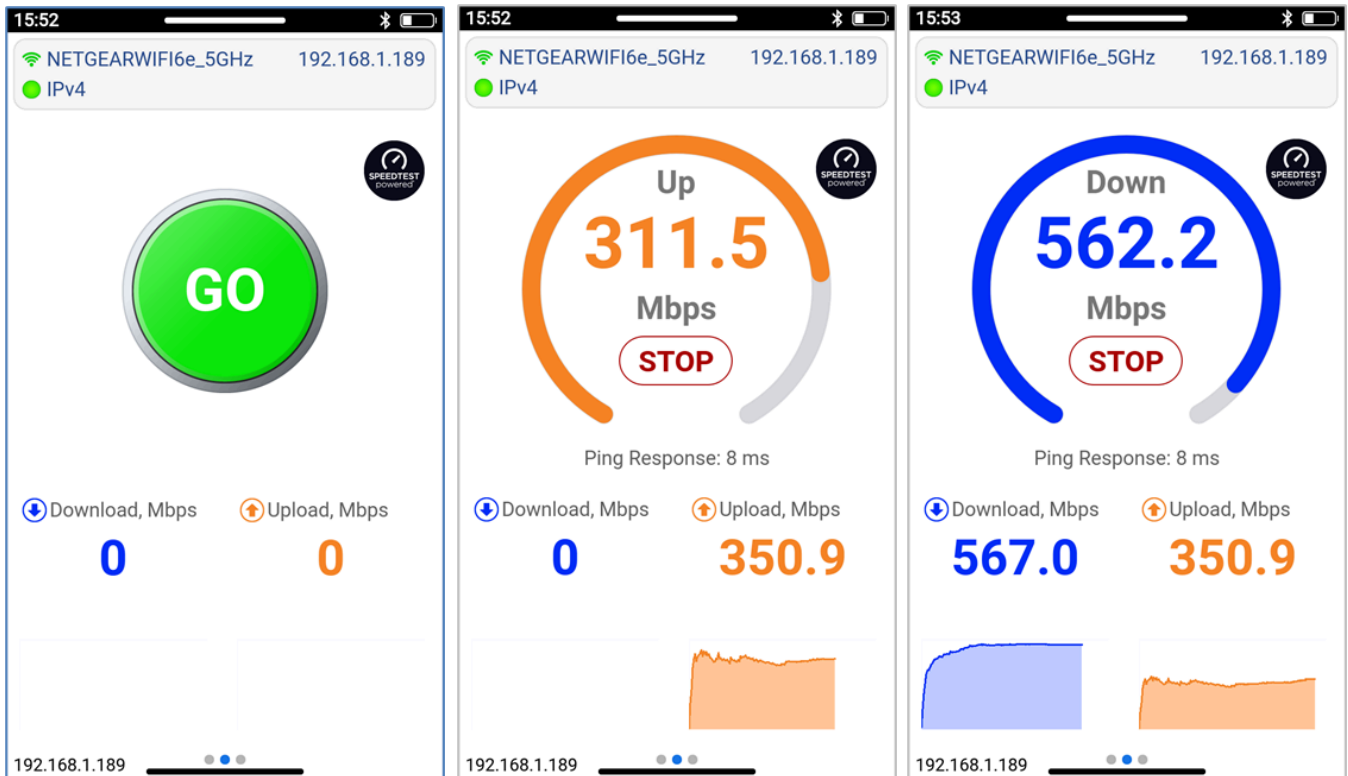 15:52
NETGEARWIFI6e_5GHz 192.168.1.189
IPv4
SPEEDTEST
powered
GO
Download, Mbps Upload, Mbps
0 0
192.168.1.189
15:52
NETGEARWIFI6e_5GHz 192.168.1.189
IPv4
SPEEDTEST
powered
Up
311.5
Mbps
STOP
Ping Response: 8 ms
Download, Mbps Upload, Mbps
0 350.9
192.168.1.189
15:53
NETGEARWIFI6e_5GHz 192.168.1.189
IPv4
SPEEDTEST
powered
Down
562.2
Mbps
STOP
Ping Response: 8 ms
Download, Mbps Upload, Mbps
567.0 350.9
192.168.1.189